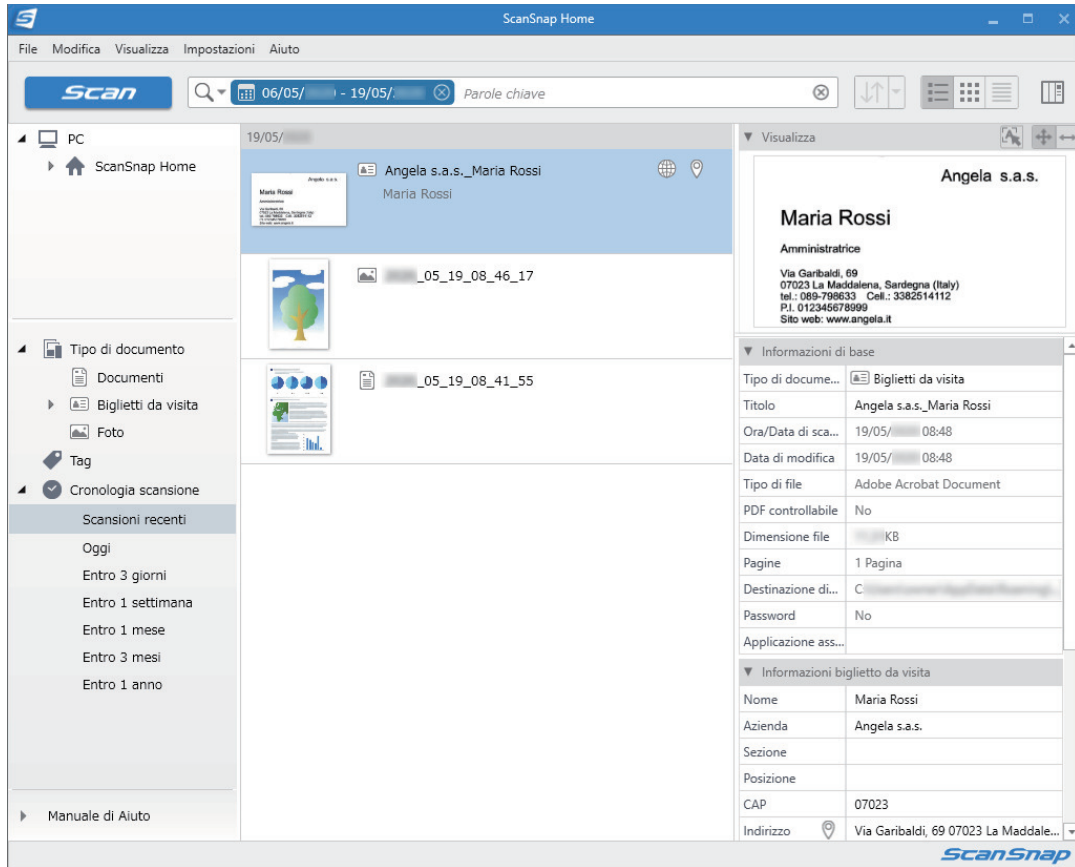 ScanSnap Home
File Modifica Visualizza Impostazioni Aiuto
Scan
06/05/ - 19/05/ Parole chiave
PC
ScanSnap Home
Tipo di documento
Documenti
Biglietti da visita
Foto
Tag
Cronologia scansione
Scansioni recenti
Oggi
Entro 3 giorni
Entro 1 settimana
Entro 1 mese
Entro 3 mesi
Entro 1 anno
Manuale di Aiuto
19/05/
Angela s.a.s._Maria Rossi
Maria Rossi
_05_19_08_46_17
_05_19_08_41_55
Visualizza
Angela s.a.s.
Maria Rossi
Amministratrice
Via Garibaldi, 69
07023 La Maddalena, Sardegna (Italy)
tel.: 089-798633 Cell.: 3382514112
P.I. 012345678999
Sito web: www.angela.it
Informazioni di base
Tipo di docume... Biglietti da visita
Titolo Angela s.a.s._Maria Rossi
Ora/Data di sca... 19/05/ 08:48
Data di modifica 19/05/ 08:48
Tipo di file Adobe Acrobat Document
PDF controllabile No
Dimensione file KB
Pagine 1 Pagina
Destinazione di... C
Password No
Applicazione ass...
Informazioni biglietto da visita
Nome Maria Rossi
Azienda Angela s.a.s.
Sezione
Posizione
CAP 07023
Indirizzo Via Garibaldi, 69 07023 La Maddale...
ScanSnap